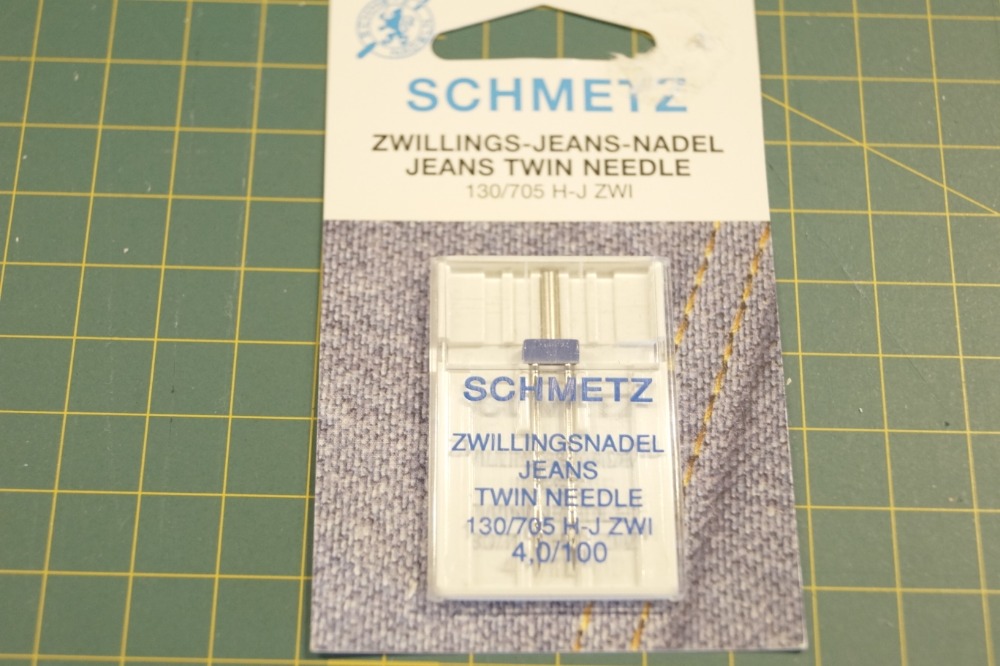 SCHMETZ
ZWILLINGS-JEANS-NADEL
JEANS TWIN NEEDLE
130/705 H-J ZWI
SCHMETZ
ZWILLINGSNADEL
JEANS
TWIN NEEDLE
130/705 H-J ZWI
4,0/100